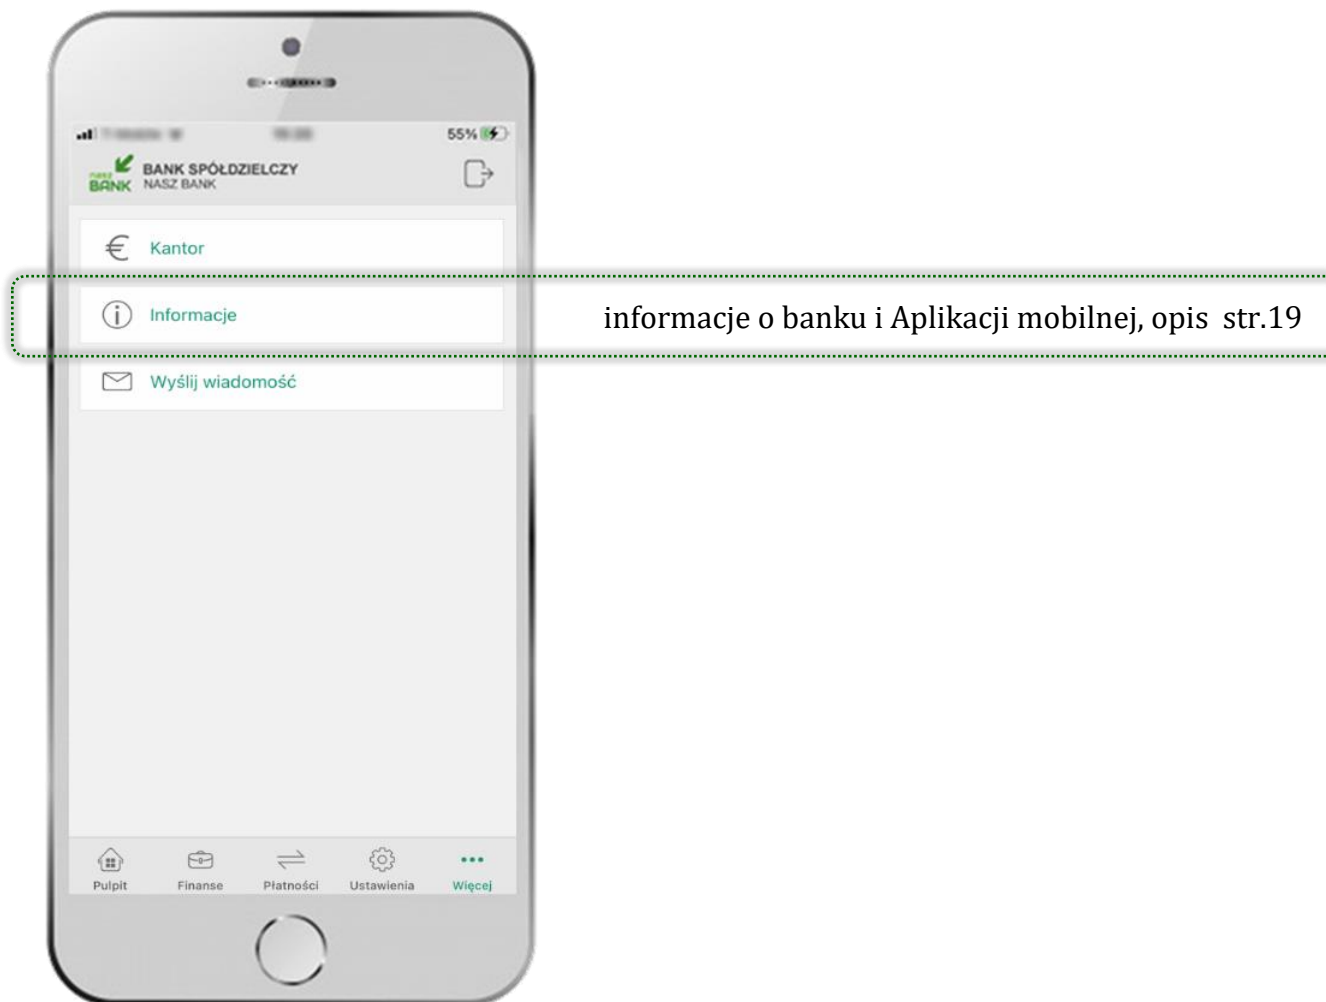 55%
nasz BANK
BANK SPÓŁDZIELCZY
NASZ BANK
€ Kantor
Informacje
informacje o banku i Aplikacji mobilnej, opis str.19
Wyślij wiadomość
Pulpit Finanse Płatności Ustawienia Więcej